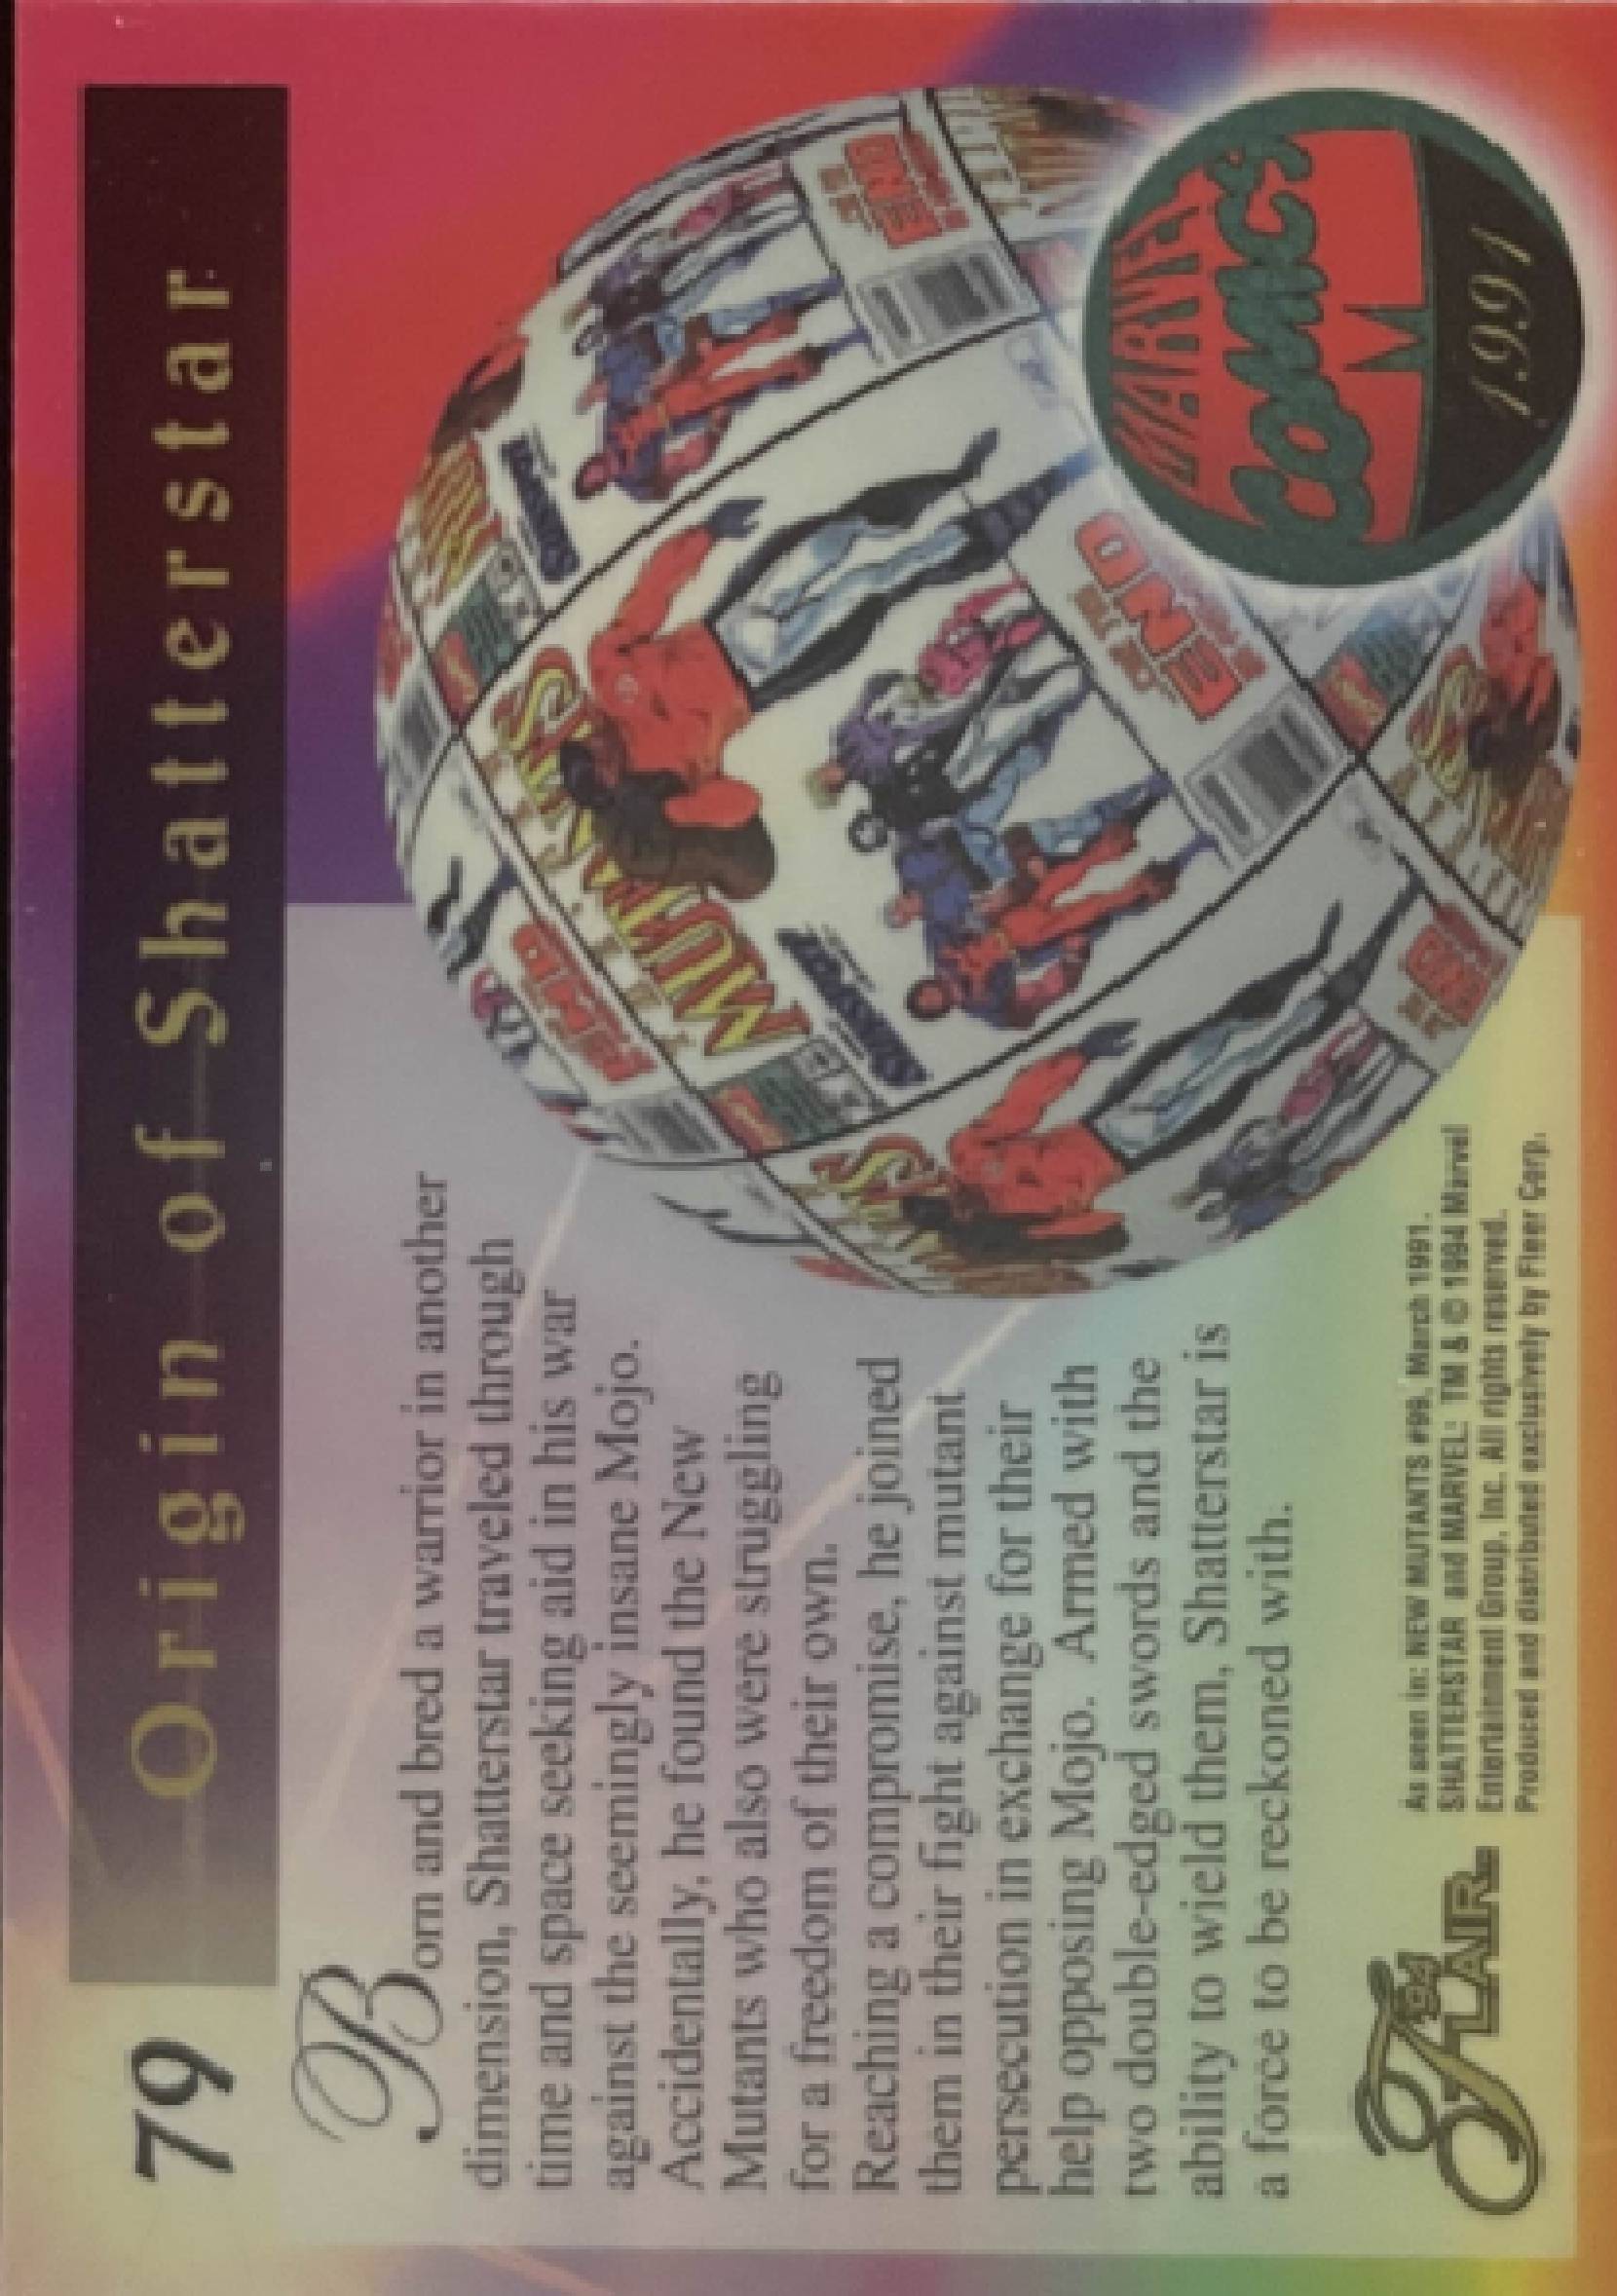 79
Origin of Shatterstar
Born and bred a warrior in another
dimension, Shatterstar traveled through
time and space seeking aid in his war
against the seemingly insane Mojo.
Accidentally, he found the New
Mutants who also were struggling
for a freedom of their own.
Reaching a compromise, he joined
them in their fight against mutant
persecution in exchange for their
help opposing Mojo. Armed with
two double-edged swords and the
ability to wield them, Shatterstar is
a force to be reckoned with.
'94
FLAIR
As seen in: NEW MUTANTS #99, March 1991.
SHATTERSTAR and MARVEL: TM & © 1994 Marvel
Entertainment Group, Inc. All rights reserved.
Produced and distributed exclusively by Fleer Corp.
MUTANTS
SUNSPOT
END
MARVEL
COMICS
M
1991